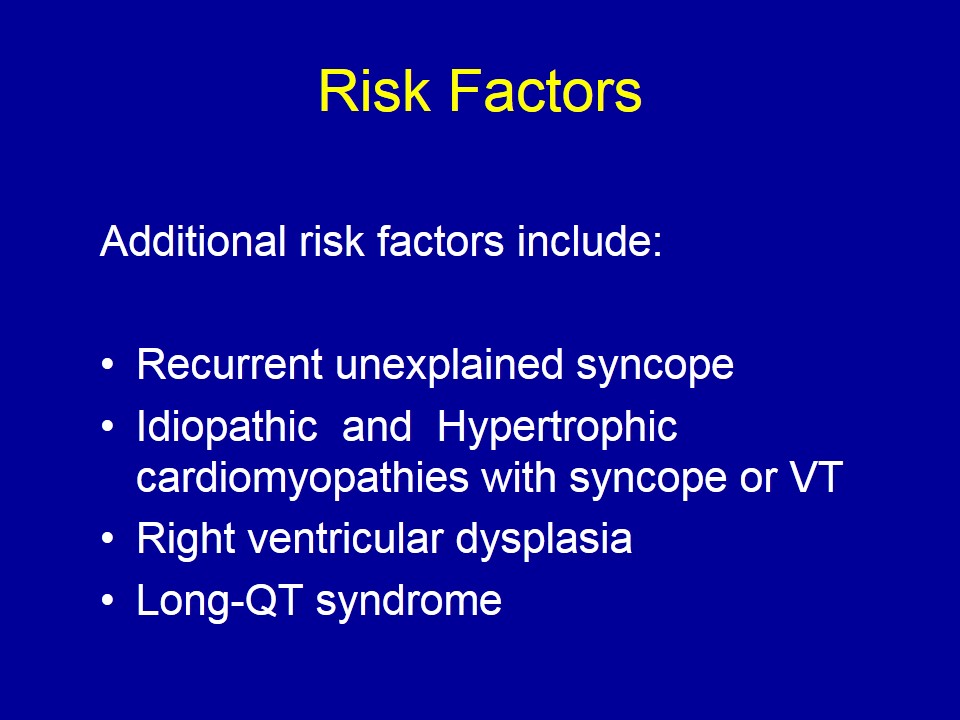 Risk Factors
Additional risk factors include:
• Recurrent unexplained syncope
• Idiopathic and Hypertrophic
cardiomyopathies with syncope or VT
• Right ventricular dysplasia
• Long-QT syndrome